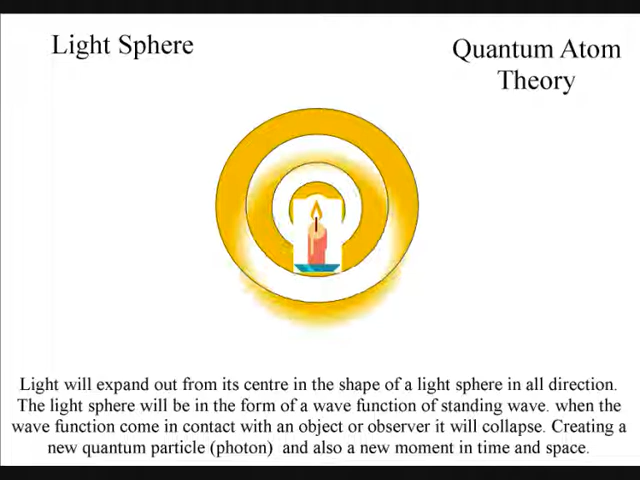 Light Sphere
Quantum Atom
Theory
Light will expand out from its centre in the shape of a light sphere in all direction.
The light sphere will be in the form of a wave function of standing wave. when the
wave function come in contact with an object or observer it will collapse. Creating a
new quantum particle (photon) and also a new moment in time and space.